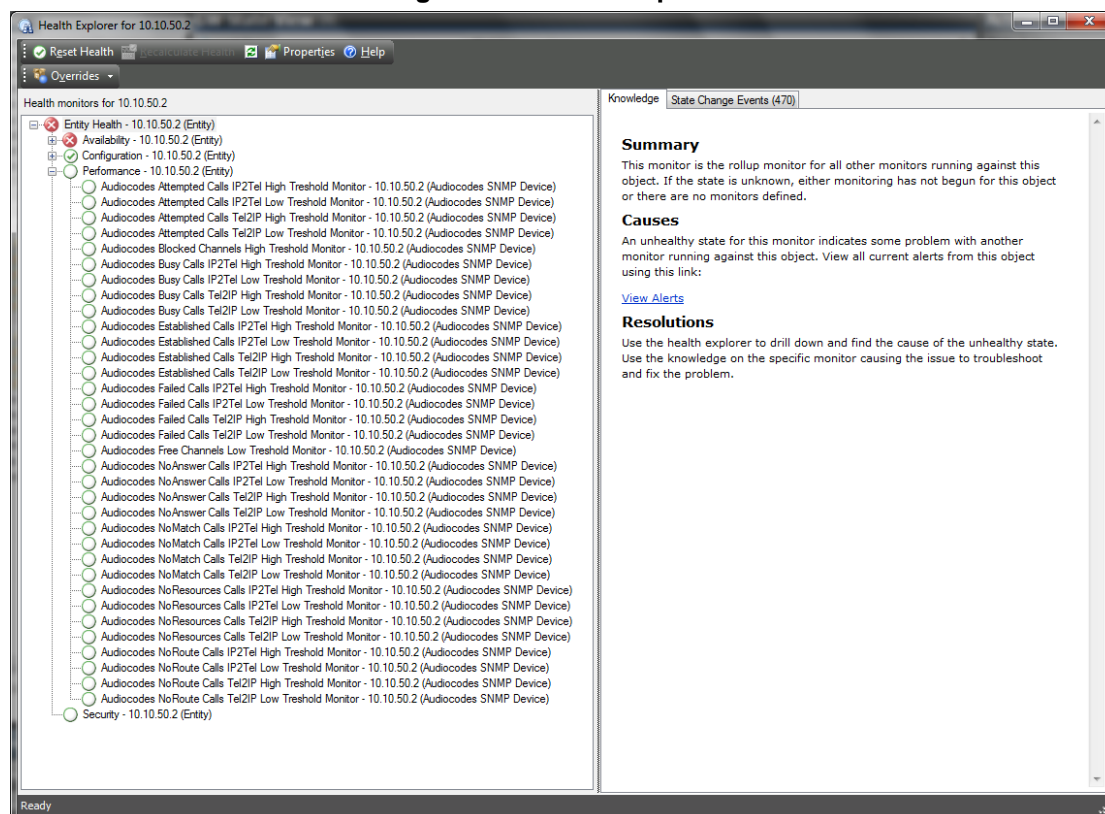 Health Explorer for 10.10.50.2
Reset Health Recalculate Health Properties Help
Overrides
Health monitors for 10.10.50.2
Entity Health - 10.10.50.2 (Entity)
Availability - 10.10.50.2 (Entity)
Configuration - 10.10.50.2 (Entity)
Perfomance - 10.10.50.2 (Entity)
Audiocodes Attempted Calls IP2Tel High Treshold Monitor - 10.10.50.2 (Audiocodes SNMP Device)
Audiocodes Attempted Calls IP2Tel Low Treshold Monitor - 10.10.50.2 (Audiocodes SNMP Device)
Audiocodes Attempted Calls Tel2IP High Treshold Monitor - 10.10.50.2 (Audiocodes SNMP Device)
Audiocodes Attempted Calls Tel2IP Low Treshold Monitor - 10.10.50.2 (Audiocodes SNMP Device)
Audiocodes Blocked Channels High Treshold Monitor - 10.10.50.2 (Audiocodes SNMP Device)
Audiocodes Busy Calls IP2Tel High Treshold Monitor - 10.10.50.2 (Audiocodes SNMP Device)
Audiocodes Busy Calls IP2Tel Low Treshold Monitor - 10.10.50.2 (Audiocodes SNMP Device)
Audiocodes Busy Calls Tel2IP High Treshold Monitor - 10.10.50.2 (Audiocodes SNMP Device)
Audiocodes Busy Calls Tel2IP Low Treshold Monitor - 10.10.50.2 (Audiocodes SNMP Device)
Audiocodes Established Calls IP2Tel High Treshold Monitor - 10.10.50.2 (Audiocodes SNMP Device)
Audiocodes Established Calls IP2Tel Low Treshold Monitor - 10.10.50.2 (Audiocodes SNMP Device)
Audiocodes Established Calls Tel2IP High Treshold Monitor - 10.10.50.2 (Audiocodes SNMP Device)
Audiocodes Established Calls Tel2IP Low Treshold Monitor - 10.10.50.2 (Audiocodes SNMP Device)
Audiocodes Failed Calls IP2Tel High Treshold Monitor - 10.10.50.2 (Audiocodes SNMP Device)
Audiocodes Failed Calls IP2Tel Low Treshold Monitor - 10.10.50.2 (Audiocodes SNMP Device)
Audiocodes Failed Calls Tel2IP High Treshold Monitor - 10.10.50.2 (Audiocodes SNMP Device)
Audiocodes Failed Calls Tel2IP Low Treshold Monitor - 10.10.50.2 (Audiocodes SNMP Device)
Audiocodes Free Channels Low Treshold Monitor - 10.10.50.2 (Audiocodes SNMP Device)
Audiocodes NoAnswer Calls IP2Tel High Treshold Monitor - 10.10.50.2 (Audiocodes SNMP Device)
Audiocodes NoAnswer Calls IP2Tel Low Treshold Monitor - 10.10.50.2 (Audiocodes SNMP Device)
Audiocodes NoAnswer Calls Tel2IP High Treshold Monitor - 10.10.50.2 (Audiocodes SNMP Device)
Audiocodes NoAnswer Calls Tel2IP Low Treshold Monitor - 10.10.50.2 (Audiocodes SNMP Device)
Audiocodes NoMatch Calls IP2Tel High Treshold Monitor - 10.10.50.2 (Audiocodes SNMP Device)
Audiocodes NoMatch Calls IP2Tel Low Treshold Monitor - 10.10.50.2 (Audiocodes SNMP Device)
Audiocodes NoMatch Calls Tel2IP High Treshold Monitor - 10.10.50.2 (Audiocodes SNMP Device)
Audiocodes NoMatch Calls Tel2IP Low Treshold Monitor - 10.10.50.2 (Audiocodes SNMP Device)
Audiocodes NoResources Calls IP2Tel High Treshold Monitor - 10.10.50.2 (Audiocodes SNMP Device)
Audiocodes NoResources Calls IP2Tel Low Treshold Monitor - 10.10.50.2 (Audiocodes SNMP Device)
Audiocodes NoResources Calls Tel2IP High Treshold Monitor - 10.10.50.2 (Audiocodes SNMP Device)
Audiocodes NoResources Calls Tel2IP Low Treshold Monitor - 10.10.50.2 (Audiocodes SNMP Device)
Audiocodes NoRoute Calls IP2Tel High Treshold Monitor - 10.10.50.2 (Audiocodes SNMP Device)
Audiocodes NoRoute Calls IP2Tel Low Treshold Monitor - 10.10.50.2 (Audiocodes SNMP Device)
Audiocodes NoRoute Calls Tel2IP High Treshold Monitor - 10.10.50.2 (Audiocodes SNMP Device)
Audiocodes NoRoute Calls Tel2IP Low Treshold Monitor - 10.10.50.2 (Audiocodes SNMP Device)
Security - 10.10.50.2 (Entity)
Knowledge State Change Events (470)
Summary
This monitor is the rollup monitor for all other monitors running against this
object. If the state is unknown, either monitoring has not begun for this object
or there are no monitors defined.
Causes
An unhealthy state for this monitor indicates some problem with another
monitor running against this object. View all current alerts from this object
using this link:
View Alerts
Resolutions
Use the health explorer to drill down and find the cause of the unhealthy state.
Use the knowledge on the specific monitor causing the issue to troubleshoot
and fix the problem.
Ready